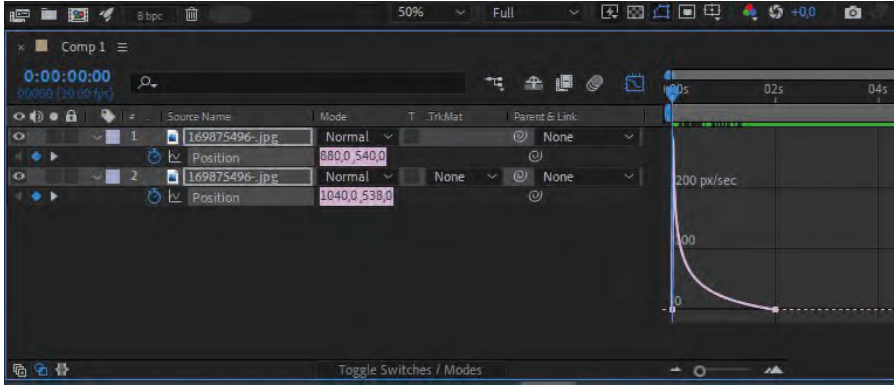 8 bpc 50% Full +0,0
Comp 1
0:00:00:00
00000 (30.00 fps)
:00s 02s 04s
# Source Name Mode T .TrkMat Parent & Link
1 169875496-.jpg Normal None
Position 880,0 ,540,0
2 169875496-.jpg Normal None None
Position 1040,0 ,538,0
200 px/sec
100
0
Toggle Switches / Modes